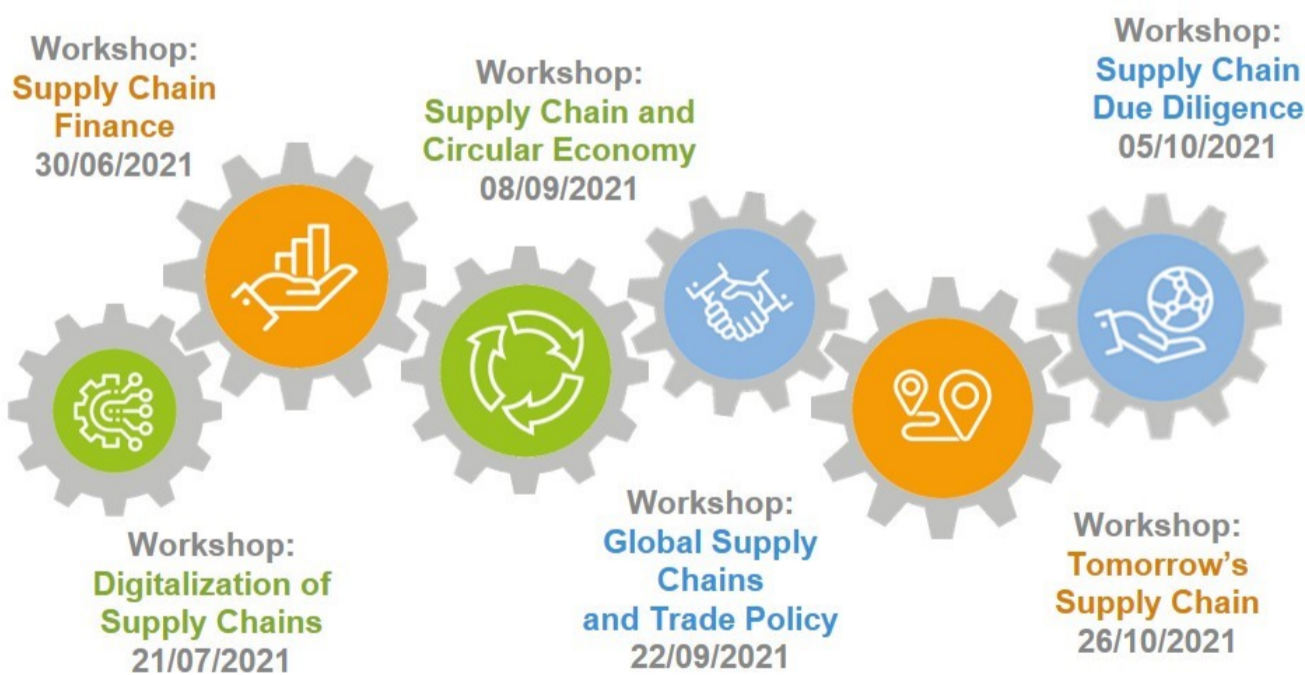 Workshop:
Supply Chain
Finance
30/06/2021
Workshop:
Supply Chain and
Circular Economy
08/09/2021
Workshop:
Supply Chain
Due Diligence
05/10/2021
Workshop:
Digitalization of
Supply Chains
21/07/2021
Workshop:
Global Supply
Chains
and Trade Policy
22/09/2021
Workshop:
Tomorrow's
Supply Chain
26/10/2021